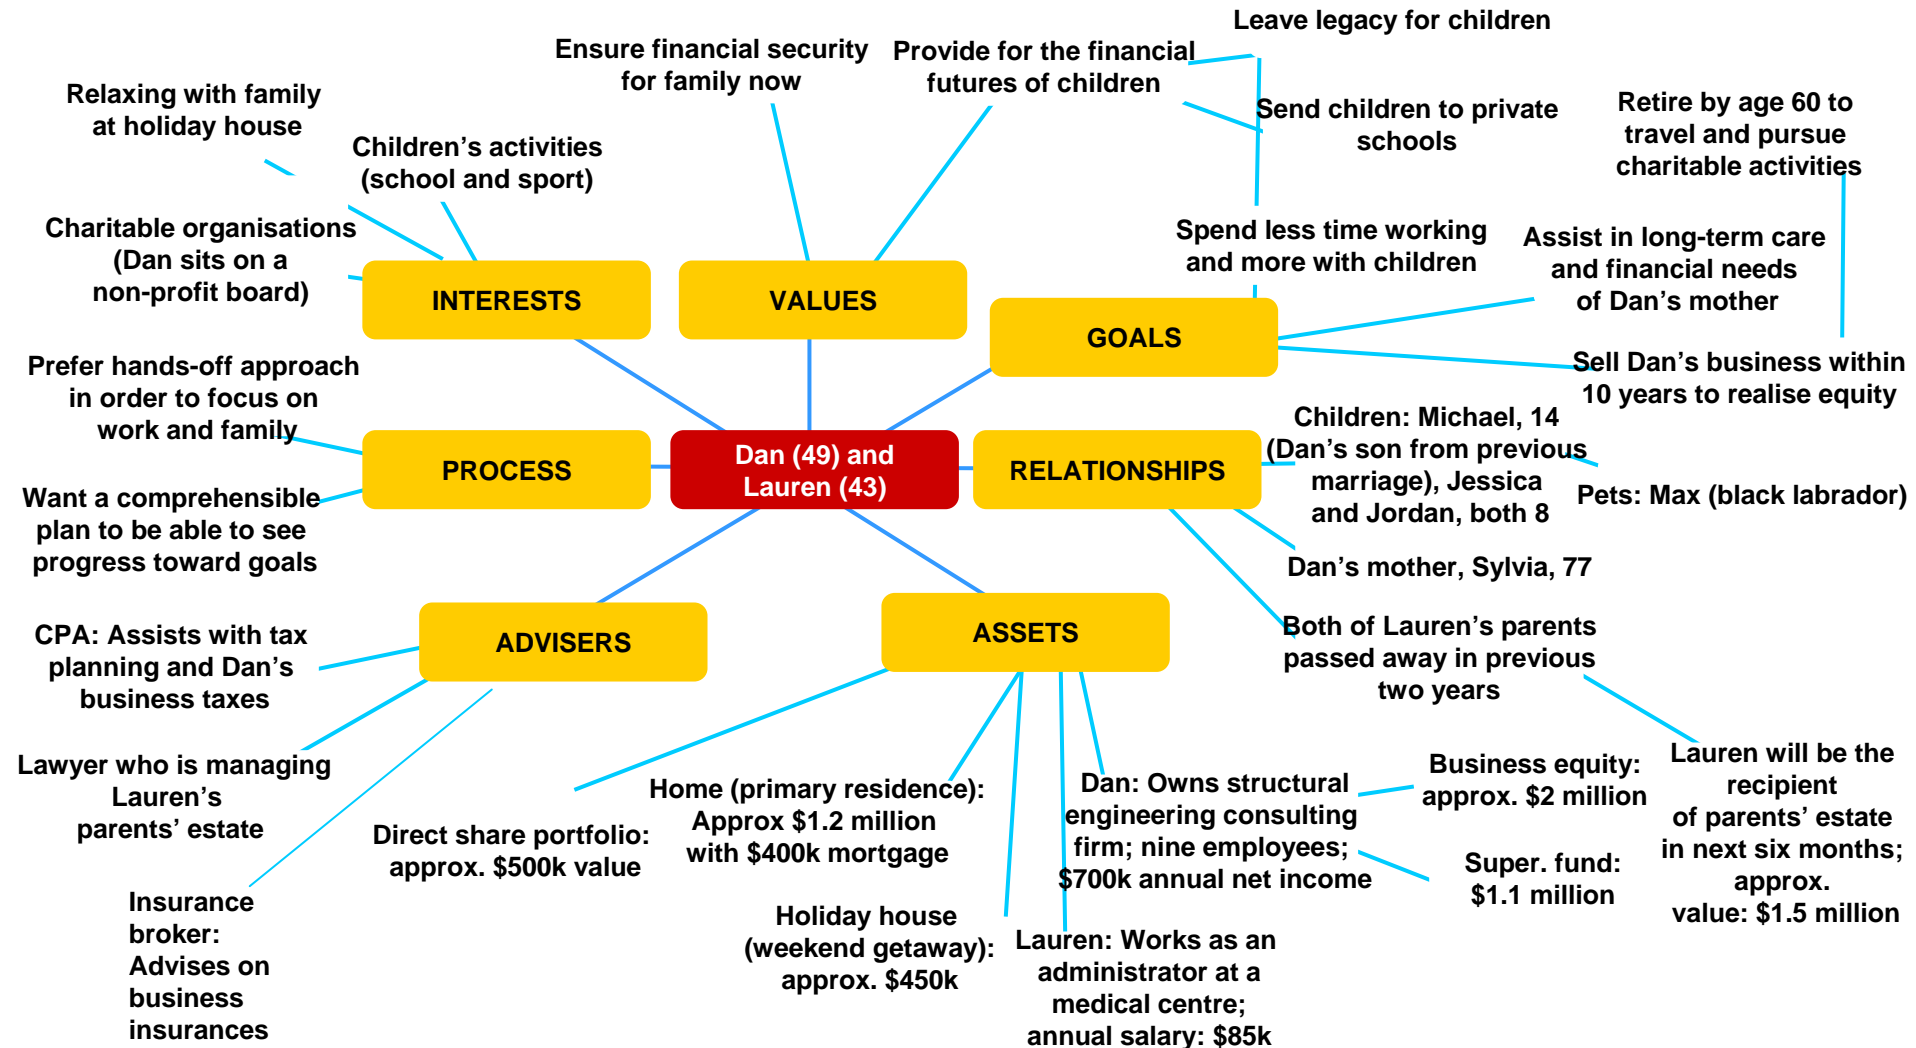 Leave legacy for children
Ensure financial security
for family now
Provide for the financial
futures of children
Relaxing with family
at holiday house
Send children to private
schools
Retire by age 60 to
travel and pursue
charitable activities
Children's activities
(school and sport)
Charitable organisations
(Dan sits on a
non-profit board)
Spend less time working
and more with children
Assist in long-term care
and financial needs
of Dan's mother
INTERESTS
VALUES
GOALS
Prefer hands-off approach
in order to focus on
work and family
Sell Dan's business within
10 years to realise equity
PROCESS
Dan (49) and
Lauren (43)
RELATIONSHIPS
Children: Michael, 14
(Dan's son from previous
marriage), Jessica
and Jordan, both 8
Pets: Max (black labrador)
Want a comprehensible
plan to be able to see
progress toward goals
Dan's mother, Sylvia, 77
ADVISERS
ASSETS
Both of Lauren's parents
passed away in previous
two years
CPA: Assists with tax
planning and Dan's
business taxes
Lawyer who is managing
Lauren's
parents' estate
Direct share portfolio:
approx. $500k value
Home (primary residence):
Approx $1.2 million
with $400k mortgage
Dan: Owns structural
engineering consulting
firm; nine employees;
$700k annual net income
Business equity:
approx. $2 million
Super. fund:
$1.1 million
Lauren will be the
recipient
of parents' estate
in next six months;
approx.
value: $1.5 million
Insurance
broker:
Advises on
business
insurances
Holiday house
(weekend getaway):
approx. $450k
Lauren: Works as an
administrator at a
medical centre;
annual salary: $85k